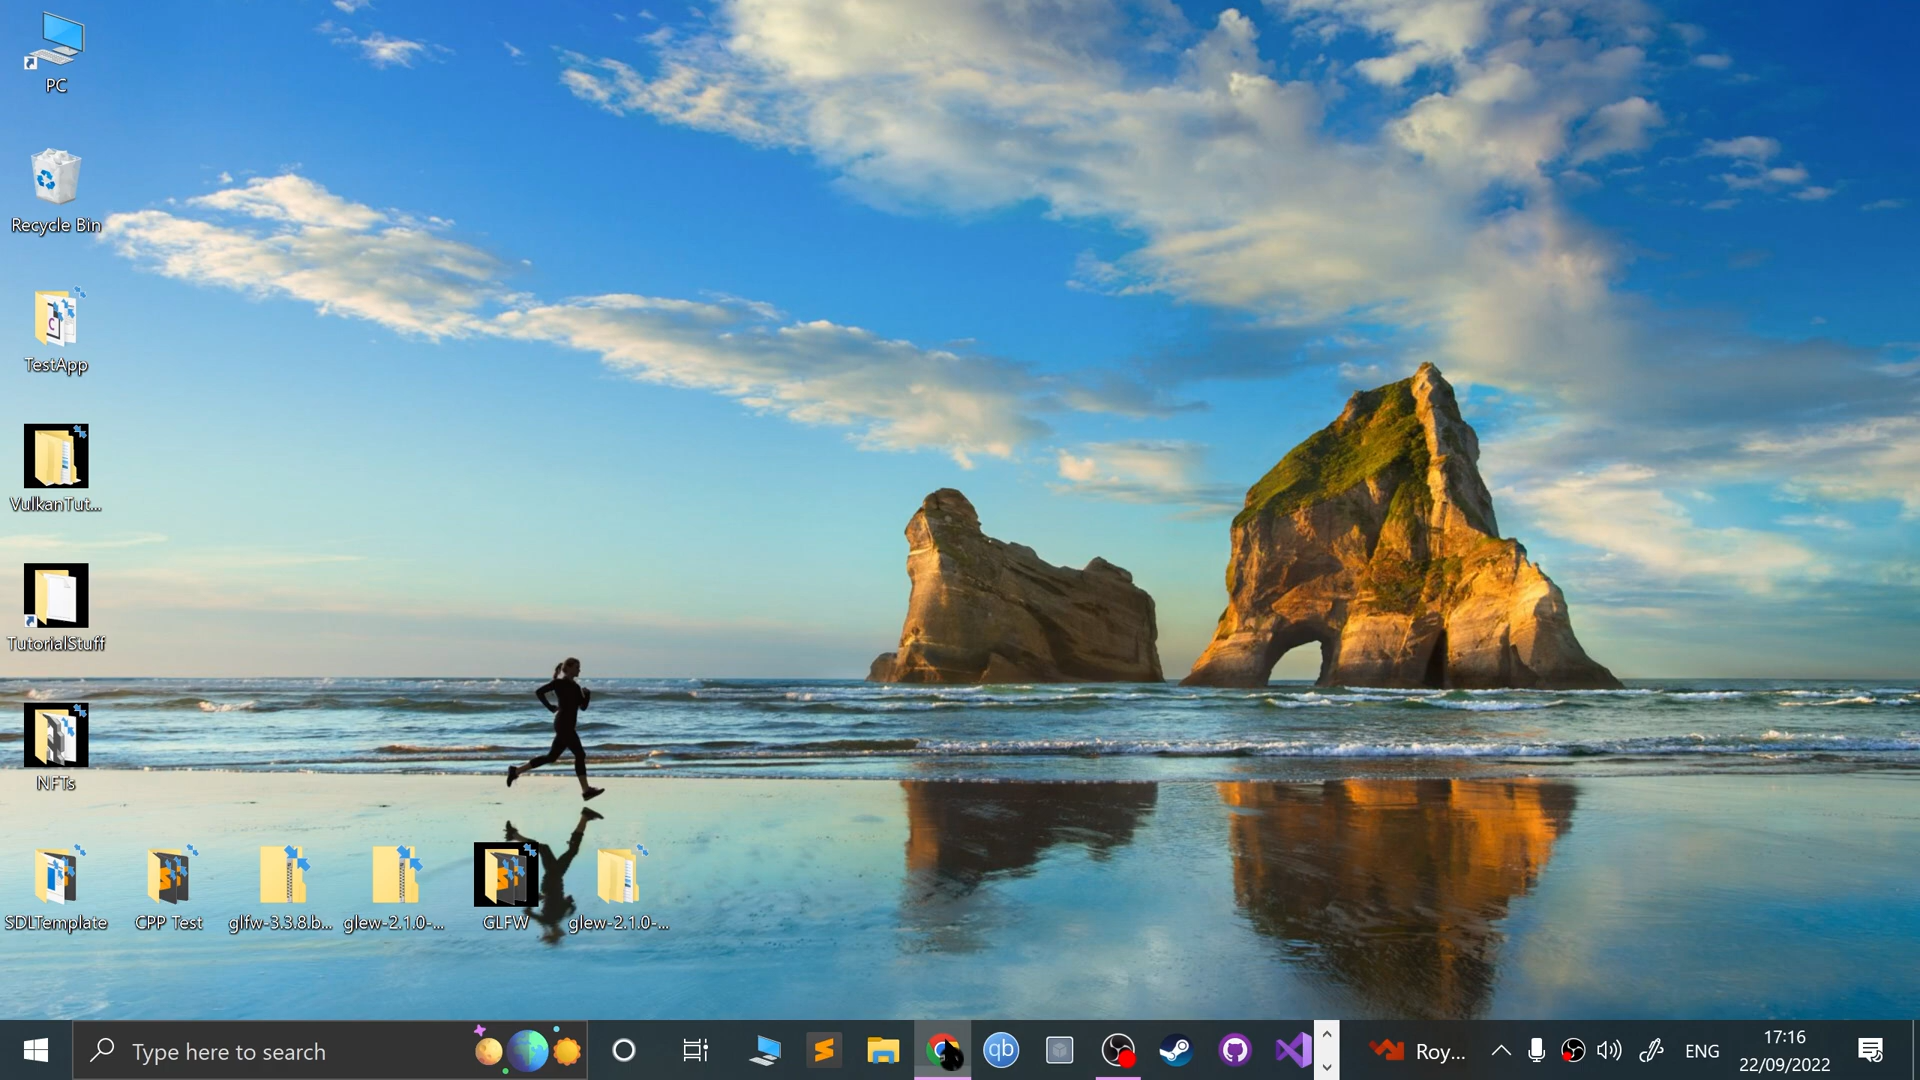 PC
Recycle Bin
TestApp
VulkanTut...
TutorialStuff
NFTs
SDLTemplate
CPP Test
glfw-3.3.8.b...
glew-2.1.0-...
GLFW
glew-2.1.0-...
Type here to search
qb
Roy...
ENG
17:16
22/09/2022